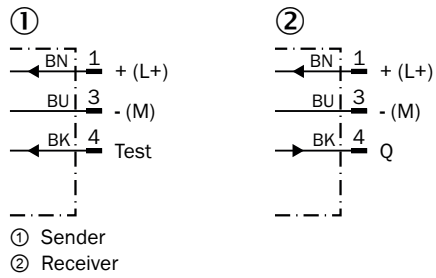 ① ②
BN 1 + (L+) BN 1 + (L+)
BU 3 - (M) BU 3 - (M)
BK 4 Test BK 4 Q
① Sender
② Receiver